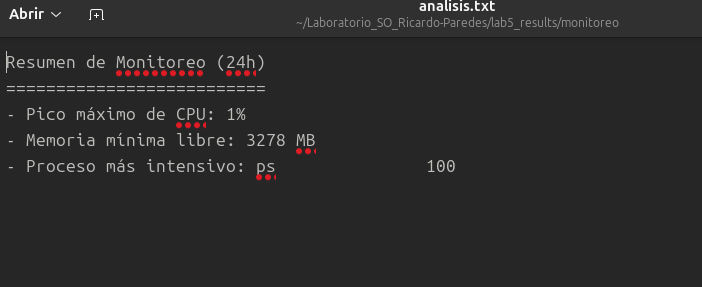 Abrir
analisis.txt
~/Laboratorio_SO_Ricardo-Paredes/lab5_results/monitoreo
Resumen de Monitoreo (24h)
==========================
- Pico máximo de CPU: 1%
- Memoria mínima libre: 3278 MB
- Proceso más intensivo: ps 100